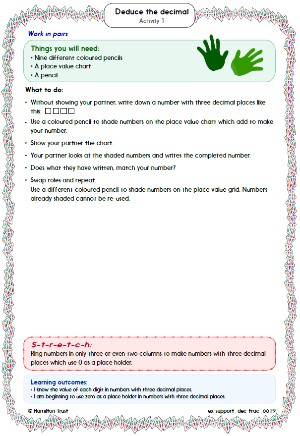 Deduce the decimal
Activity 1
Work in pairs
Things you will need:
• Nine different coloured pencils
• A place value chart
• A pencil
What to do:
• Without showing your partner, write down a number with three decimal places like
this: □.□□□
• Use a coloured pencil to shade numbers on the place value chart which add to make
your number.
• Show your partner the chart.
• Your partner looks at the shaded numbers and writes the completed number.
• Does what they have written, match your number?
• Swap roles and repeat.
Use a different coloured pencil to shade numbers on the place value grid. Numbers
already shaded cannot be re-used.
S-t-r-e-t-c-h:
Ring numbers in only three or even two columns to make numbers with three decimal
places which use 0 as a place holder.
Learning outcomes:
• I know the value of each digit in numbers with three decimal places.
• I am beginning to use zero as a place holder in numbers with three decimal places.
© Hamilton Trust